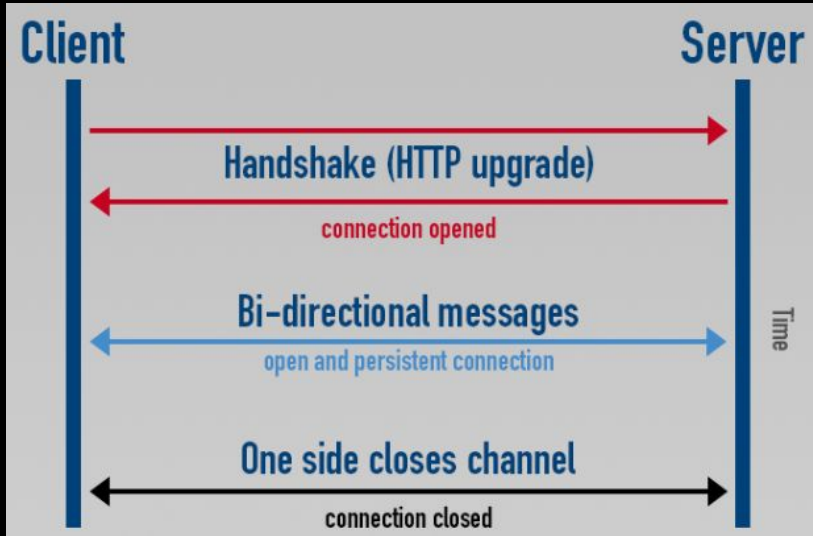 Client
Server
Handshake (HTTP upgrade)
connection opened
Bi-directional messages
open and persistent connection
Time
One side closes channel
connection closed